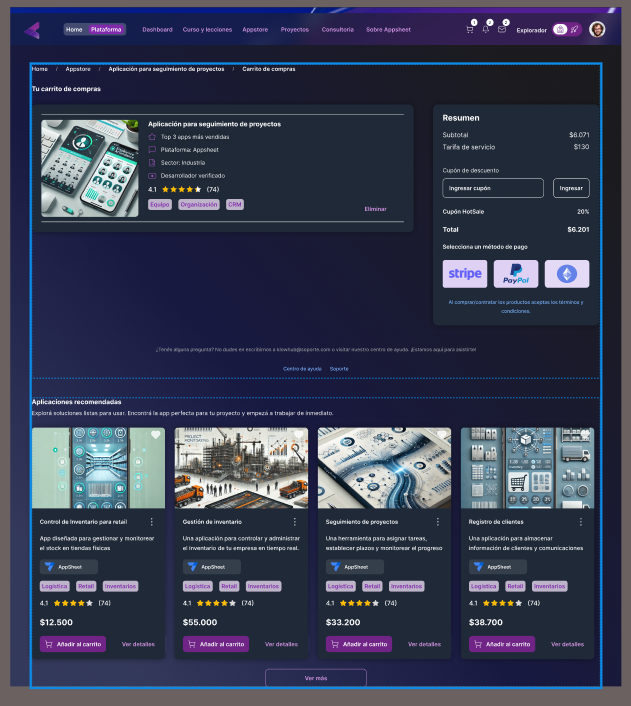 Home Plataforma Dashboard Curso y lecciones Appstore Proyectos Consultoría Sobre Appsheet Explorador
Home / Appstore / Aplicación para seguimiento de proyectos / Carrito de compras
Tu carrito de compras
Aplicación para seguimiento de proyectos
Top 3 apps más vendidas
Plataforma: Appsheet
Sector: Industria
Desarrollador verificado
4.1 (74)
Equipo Organización CRM
Eliminar
Resumen
Subtotal $6.071
Tarifa de servicio $130
Cupón de descuento
Ingresar cupón Ingresar
Cupón HotSale 20%
Total $6.201
Selecciona un método de pago
stripe PayPal
Al comprar/contratar los productos aceptas los términos y
condiciones.
¿Tenés alguna pregunta? No dudes en escribirnos a klowhub@soporte.com o visitar nuestro centro de ayuda. ¡Estamos aquí para asistirte!
Centro de ayuda Soporte
Aplicaciones recomendadas
Explorá soluciones listas para usar. Encontrá la app perfecta para tu proyecto y empezá a trabajar de inmediato.
Control de Inventario para retail
App diseñada para gestionar y monitorear
el stock en tiendas físicas
AppSheet
Logística Retail Inventarios
4.1 (74)
$12.500
Añadir al carrito Ver detalles
Gestión de inventario
Una aplicación para controlar y administrar
el inventario de tu empresa en tiempo real.
AppSheet
Logística Retail Inventarios
4.1 (74)
$55.000
Añadir al carrito Ver detalles
Seguimiento de proyectos
Una herramienta para asignar tareas,
establecer plazos y monitorear el progreso
AppSheet
Logística Retail Inventarios
4.1 (74)
$33.200
Añadir al carrito Ver detalles
Registro de clientes
Una aplicación para almacenar
información de clientes y comunicaciones
AppSheet
Logística Retail Inventarios
4.1 (74)
$38.700
Añadir al carrito Ver detalles
Ver más